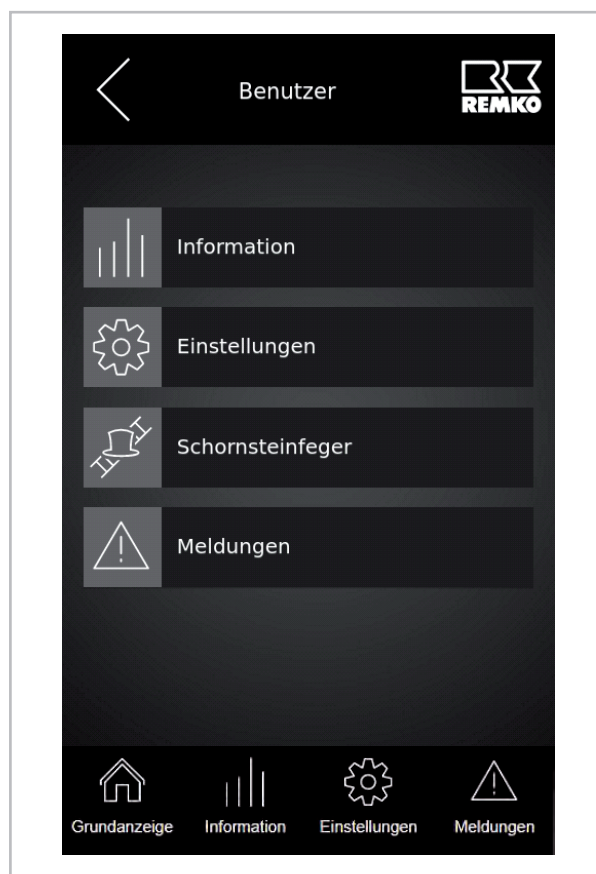 Benutzer
REMKO
Information
Einstellungen
Schornsteinfeger
Meldungen
Grundanzeige Information Einstellungen Meldungen